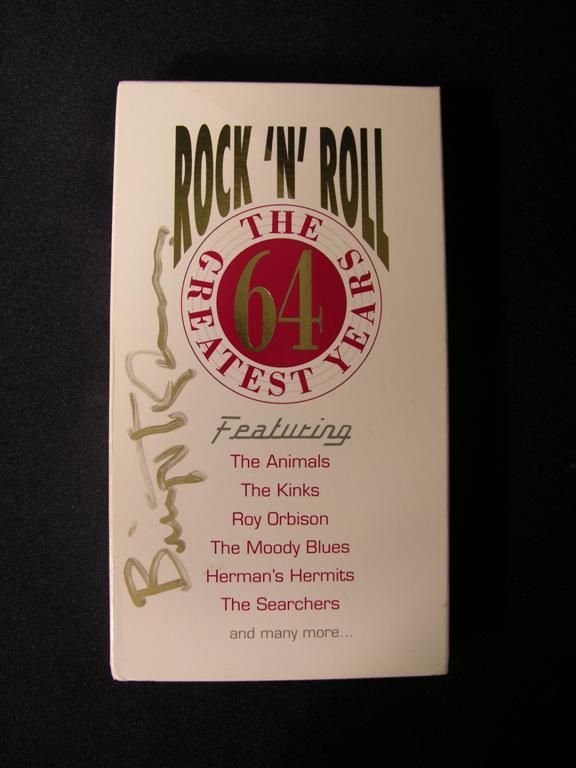 ROCK 'N' ROLL
THE
GREATEST YEARS
64
Featuring
The Animals
The Kinks
Roy Orbison
The Moody Blues
Herman's Hermits
The Searchers
and many more...